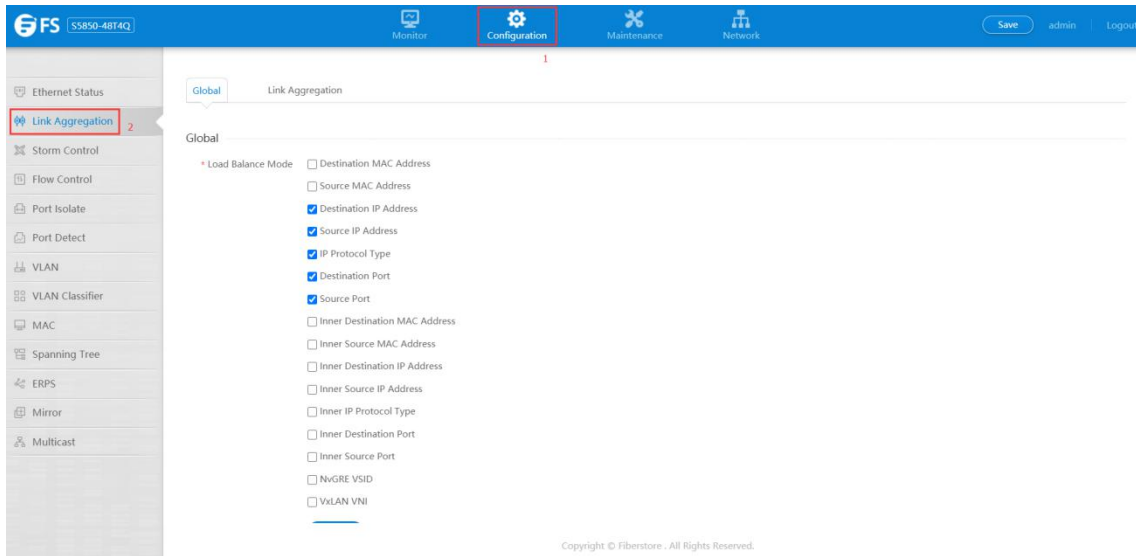 FS S5850-48T4Q Monitor Configuration Maintenance Network Save admin Logout
1
Ethernet Status
Link Aggregation 2
Storm Control
Flow Control
Port Isolate
Port Detect
VLAN
VLAN Classifier
MAC
Spanning Tree
ERPS
Mirror
Multicast
Global Link Aggregation
Global
* Load Balance Mode
Destination MAC Address
Source MAC Address
Destination IP Address
Source IP Address
IP Protocol Type
Destination Port
Source Port
Inner Destination MAC Address
Inner Source MAC Address
Inner Destination IP Address
Inner Source IP Address
Inner IP Protocol Type
Inner Destination Port
Inner Source Port
NvGRE VSID
VxLAN VNI
Copyright © Fiberstore . All Rights Reserved.